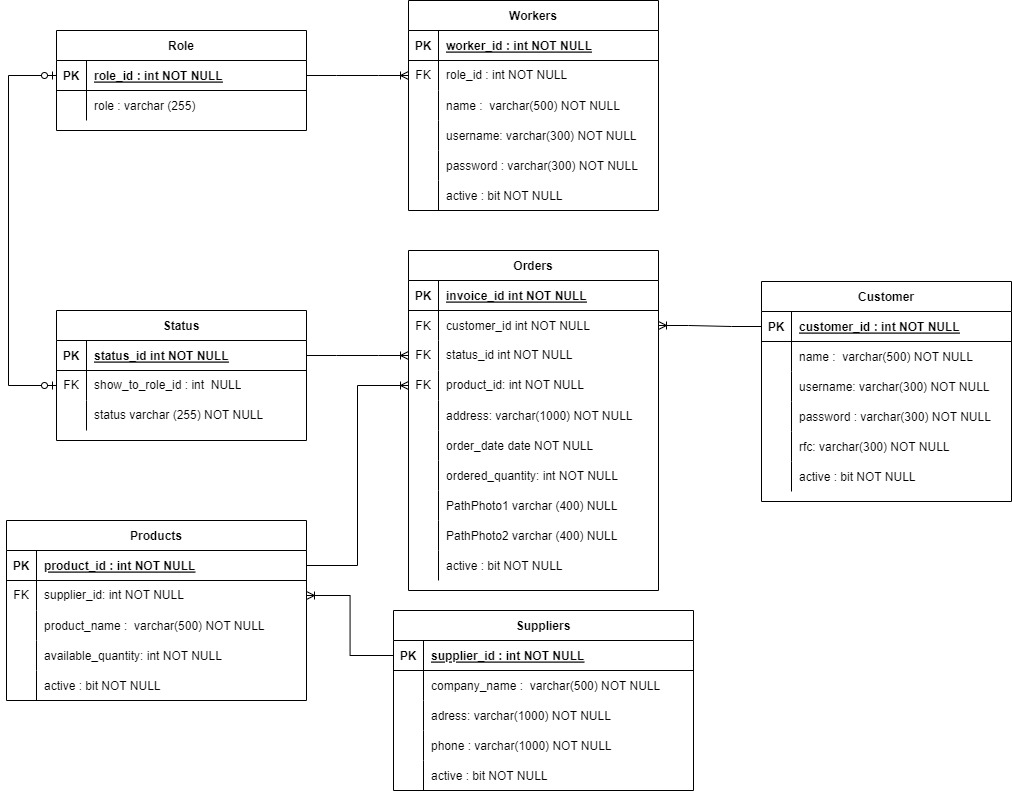 Workers
PK worker_id : int NOT NULL
FK role_id : int NOT NULL
name :  varchar(500) NOT NULL
username: varchar(300) NOT NULL
password : varchar(300) NOT NULL
active : bit NOT NULL
Role
PK role_id : int NOT NULL
role : varchar (255)
Orders
PK invoice_id int NOT NULL
FK customer_id int NOT NULL
FK status_id int NOT NULL
FK product_id: int NOT NULL
address: varchar(1000) NOT NULL
order_date date NOT NULL
ordered_quantity: int NOT NULL
PathPhoto1 varchar (400) NULL
PathPhoto2 varchar (400) NULL
active : bit NOT NULL
Customer
PK customer_id : int NOT NULL
name :  varchar(500) NOT NULL
username: varchar(300) NOT NULL
password : varchar(300) NOT NULL
rfc: varchar(300) NOT NULL
active : bit NOT NULL
Status
PK status_id int NOT NULL
FK show_to_role_id : int  NULL
status varchar (255) NOT NULL
Products
PK product_id : int NOT NULL
FK supplier_id: int NOT NULL
product_name :  varchar(500) NOT NULL
available_quantity: int NOT NULL
active : bit NOT NULL
Suppliers
PK supplier_id : int NOT NULL
company_name :  varchar(500) NOT NULL
adress: varchar(1000) NOT NULL
phone : varchar(1000) NOT NULL
active : bit NOT NULL